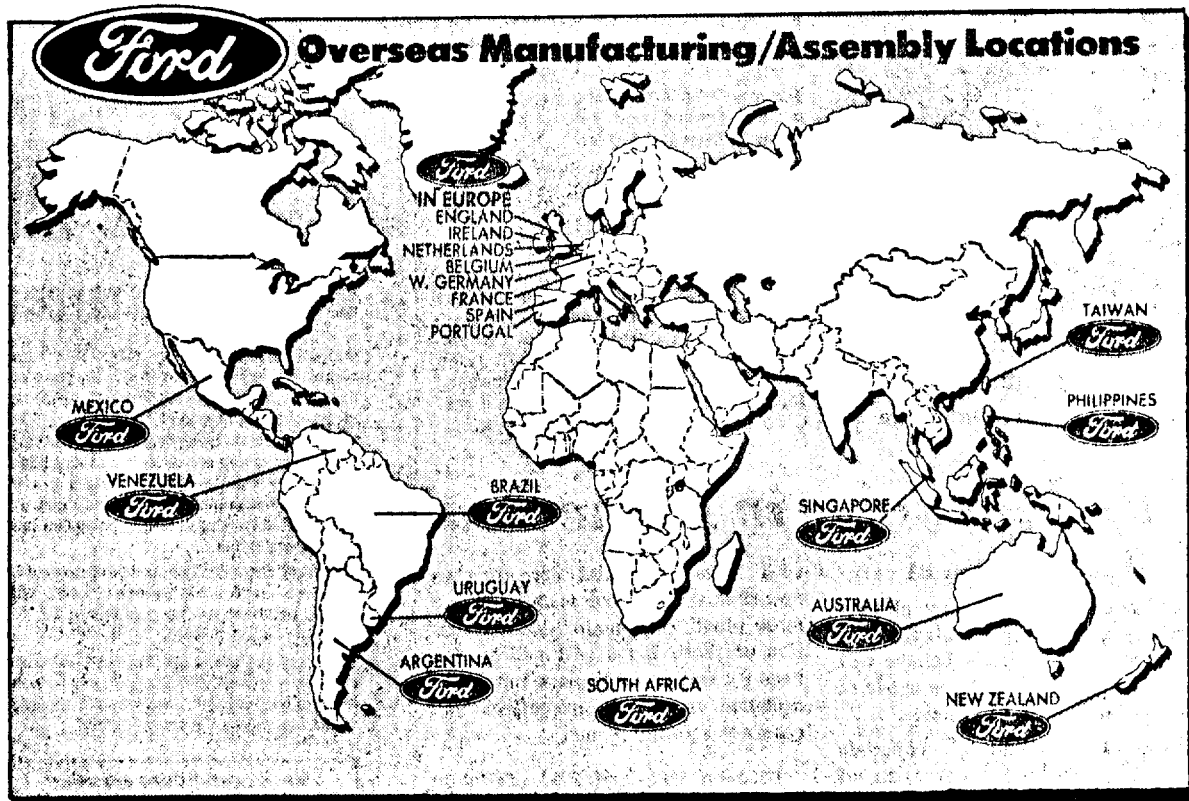 Ford
Overseas Manufacturing/Assembly Locations
Ford
IN EUROPE
ENGLAND
IRELAND
NETHERLANDS
BELGIUM
W. GERMANY
FRANCE
SPAIN
PORTUGAL
TAIWAN
Ford
MEXICO
Ford
PHILIPPINES
Ford
VENEZUELA
Ford
BRAZIL
Ford
SINGAPORE
Ford
URUGUAY
Ford
AUSTRALIA
Ford
ARGENTINA
Ford
SOUTH AFRICA
Ford
NEW ZEALAND
Ford